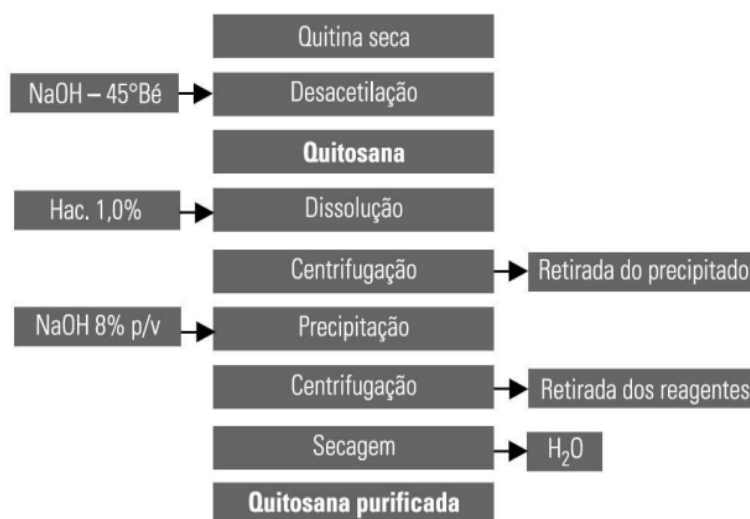 Quitina seca
NaOH – 45°Bé
Desacetilação
Quitosana
Hac. 1,0%
Dissolução
Centrifugação
Retirada do precipitado
NaOH 8% p/v
Precipitação
Centrifugação
Retirada dos reagentes
Secagem
H₂O
Quitosana purificada